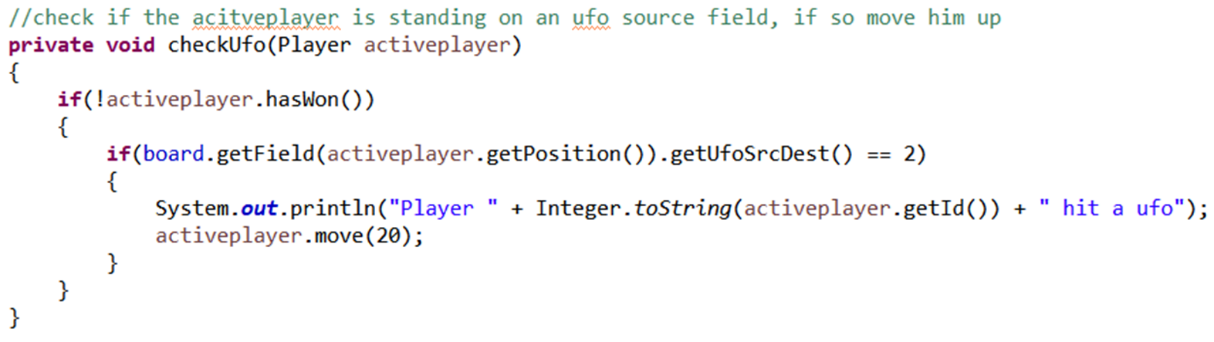 //check if the acitveplayer is standing on an ufo source field, if so move him up
private void checkUfo(Player activeplayer)
{
    if(!activeplayer.hasWon())
    {
        if(board.getField(activeplayer.getPosition()).getUfoSrcDest() == 2)
        {
            System.out.println("Player " + Integer.toString(activeplayer.getId()) + " hit a ufo");
            activeplayer.move(20);
        }
    }
}